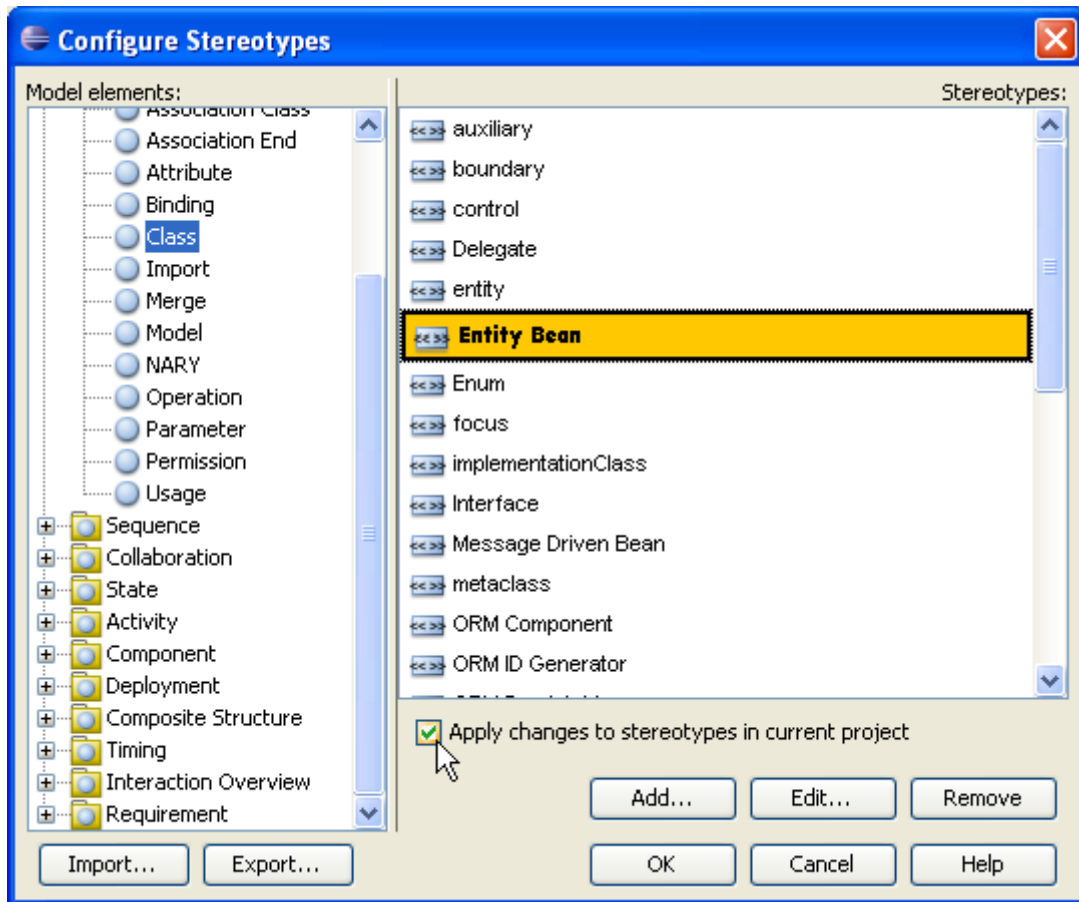 Configure Stereotypes
Model elements:
Association Class
Association End
Attribute
Binding
Class
Import
Merge
Model
NARY
Operation
Parameter
Permission
Usage
Sequence
Collaboration
State
Activity
Component
Deployment
Composite Structure
Timing
Interaction Overview
Requirement
Import...
Export...
Stereotypes:
<<>> auxiliary
<<>> boundary
<<>> control
<<>> Delegate
<<>> entity
<<>> Entity Bean
<<>> Enum
<<>> focus
<<>> implementationClass
<<>> Interface
<<>> Message Driven Bean
<<>> metaclass
<<>> ORM Component
<<>> ORM ID Generator
Apply changes to stereotypes in current project
Add...
Edit...
Remove
OK
Cancel
Help